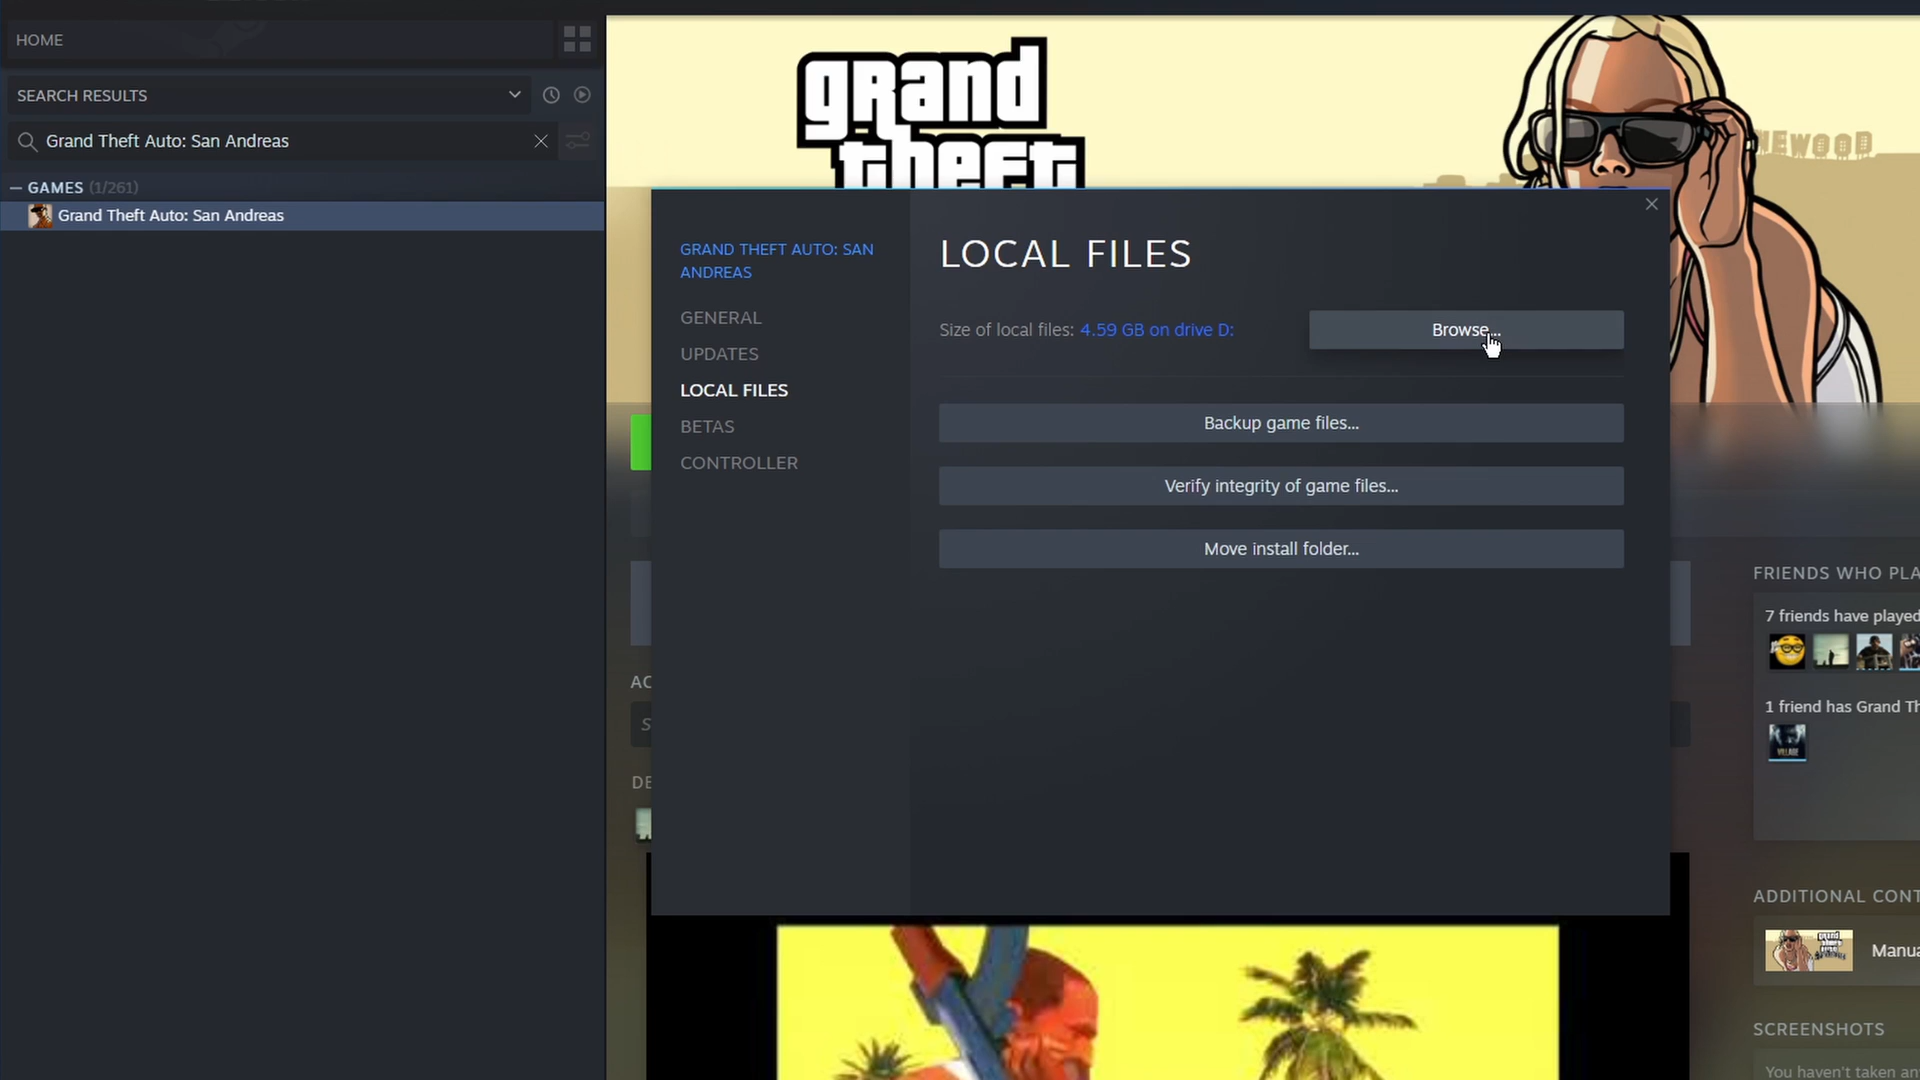 HOME
SEARCH RESULTS
Grand Theft Auto: San Andreas
GAMES (1/261)
Grand Theft Auto: San Andreas
grand
theft
GRAND THEFT AUTO: SAN
ANDREAS
GENERAL
UPDATES
LOCAL FILES
BETAS
CONTROLLER
LOCAL FILES
Size of local files: 4.59 GB on drive D:
Browse...
Backup game files...
Verify integrity of game files...
Move install folder...
AC
S
DE
FRIENDS WHO PLA
7 friends have played
1 friend has Grand Th
VILLAGE
ADDITIONAL CONT
Manua
SCREENSHOTS
You haven't taken an